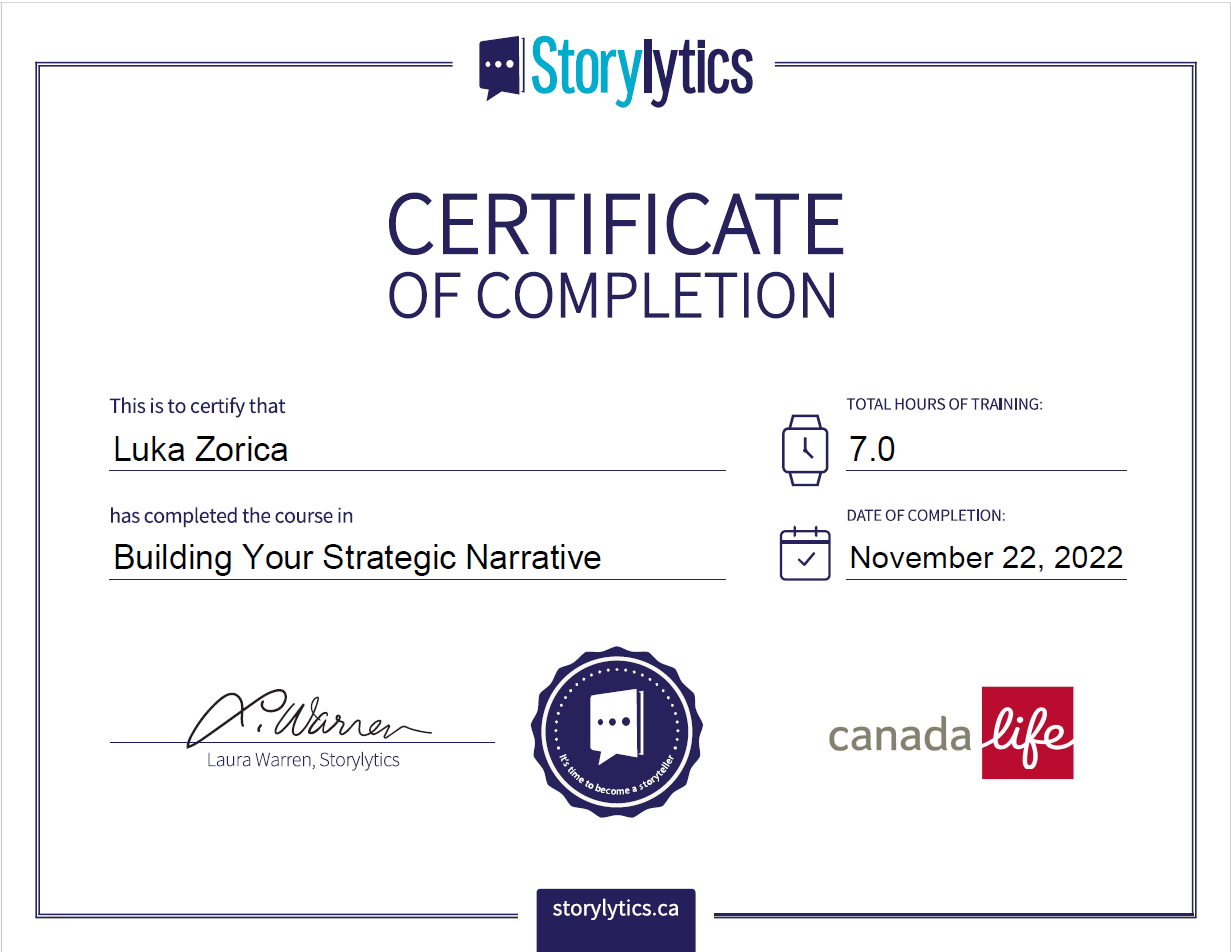 Storylytics
CERTIFICATE
OF COMPLETION
This is to certify that
Luka Zorica
TOTAL HOURS OF TRAINING:
7.0
has completed the course in
Building Your Strategic Narrative
DATE OF COMPLETION:
November 22, 2022
L. Warren
Laura Warren, Storylytics
It's time to become a storyteller
canada life
storylytics.ca